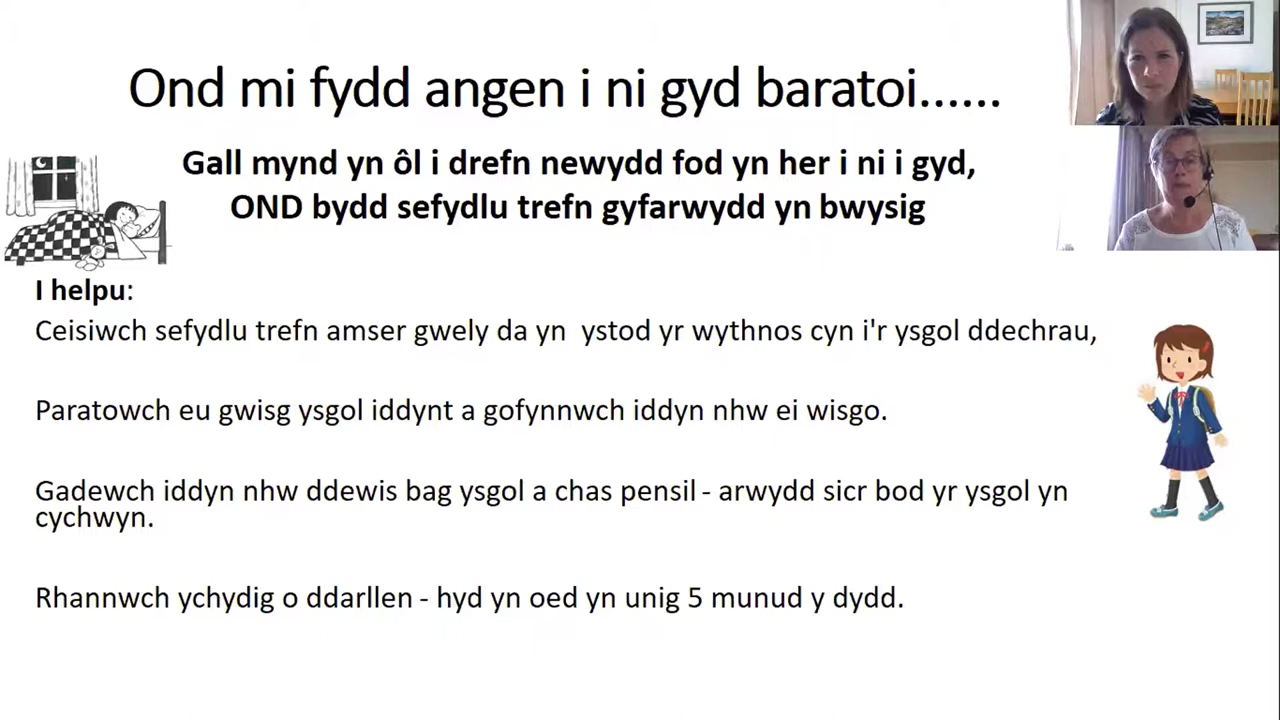 Ond mi fydd angen i ni gyd baratoi......
Gall mynd yn ôl i drefn newydd fod yn her i ni i gyd,
OND bydd sefydlu trefn gyfarwydd yn bwysig
I helpu:
Ceisiwch sefydlu trefn amser gwely da yn  ystod yr wythnos cyn i'r ysgol ddechrau,
Paratowch eu gwisg ysgol iddynt a gofynnwch iddyn nhw ei wisgo.
Gadewch iddyn nhw ddewis bag ysgol a chas pensil - arwydd sicr bod yr ysgol yn
cychwyn.
Rhannwch ychydig o ddarllen - hyd yn oed yn unig 5 munud y dydd.